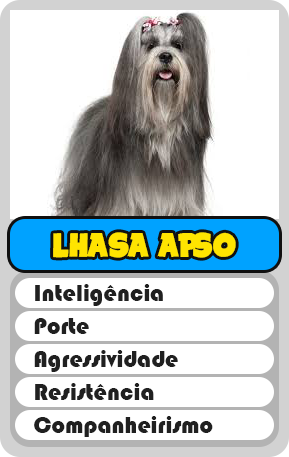 LHASA APSO
Inteligência
Porte
Agressividade
Resistência
Companheirismo